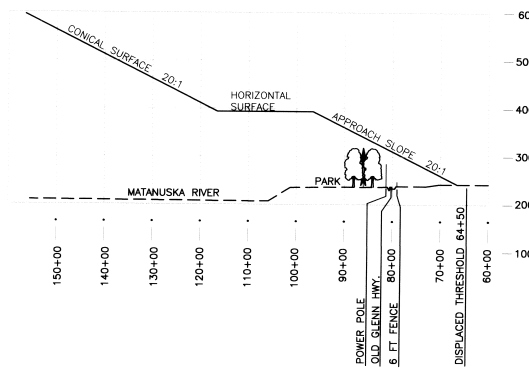 CONICAL SURFACE 20:1
HORIZONTAL
SURFACE
APPROACH SLOPE 20:1
PARK
MATANUSKA RIVER
600
500
400
300
200
100
150+00
140+00
130+00
120+00
110+00
100+00
90+00
80+00
70+00
60+00
POWER POLE
OLD GLENN HWY.
6 FT FENCE
DISPLACED THRESHOLD 64+50